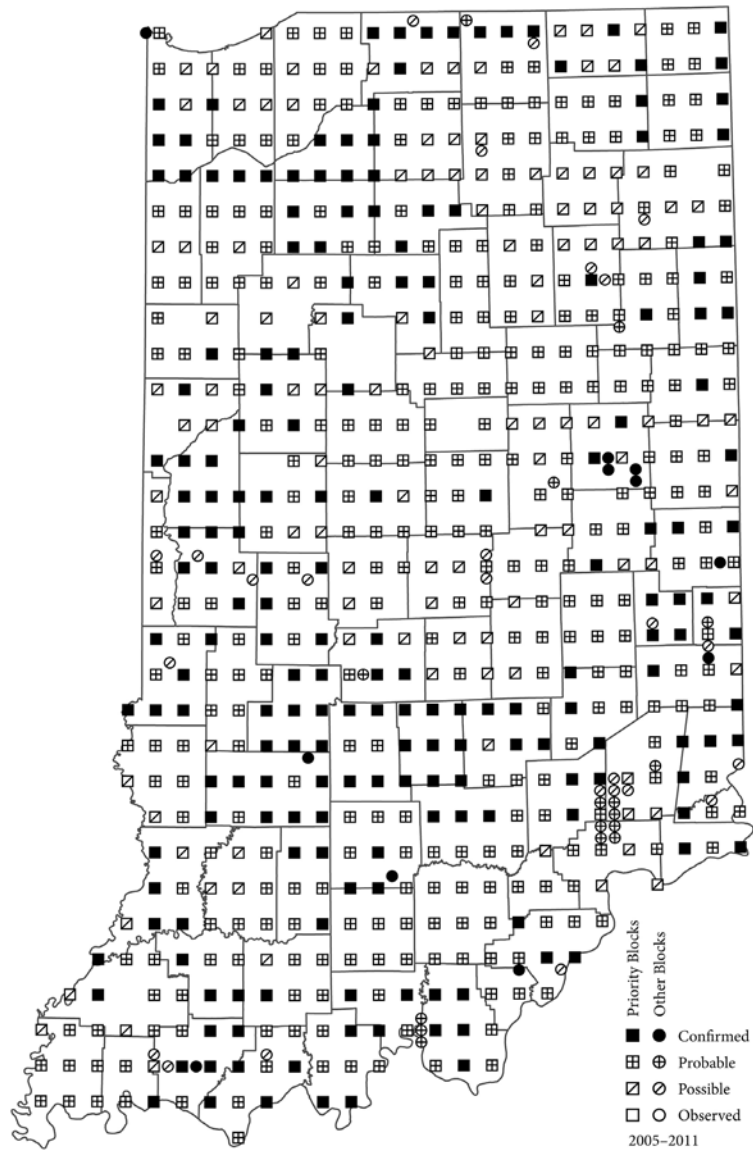 Priority Blocks
Other Blocks
Confirmed
Probable
Possible
Observed
2005–2011